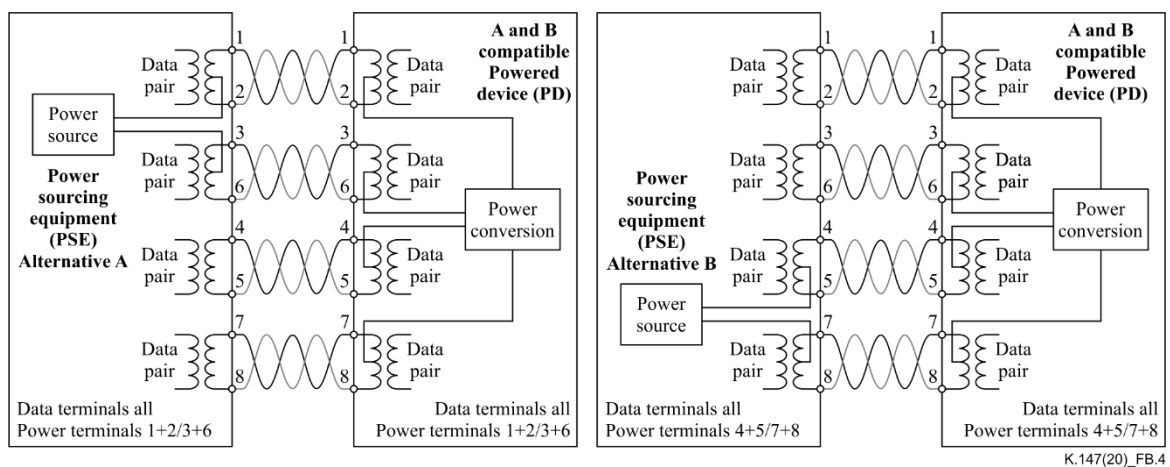 1
1
A and B
compatible
Powered
device (PD)
Data
pair
Data
pair
2
2
Power
source
3
3
Data
pair
Data
pair
Power
sourcing
equipment
(PSE)
Alternative A
6
6
Power
conversion
4
4
Data
pair
Data
pair
5
5
7
7
Data
pair
Data
pair
8
8
Data terminals all
Power terminals 1+2/3+6
Data terminals all
Power terminals 1+2/3+6
1
1
A and B
compatible
Powered
device (PD)
Data
pair
Data
pair
2
2
3
3
Data
pair
Data
pair
Power
sourcing
equipment
(PSE)
Alternative B
6
6
Power
conversion
4
4
Data
pair
Data
pair
5
5
Power
source
7
7
Data
pair
Data
pair
8
8
Data terminals all
Power terminals 4+5/7+8
Data terminals all
Power terminals 4+5/7+8
K.147(20)_FB.4